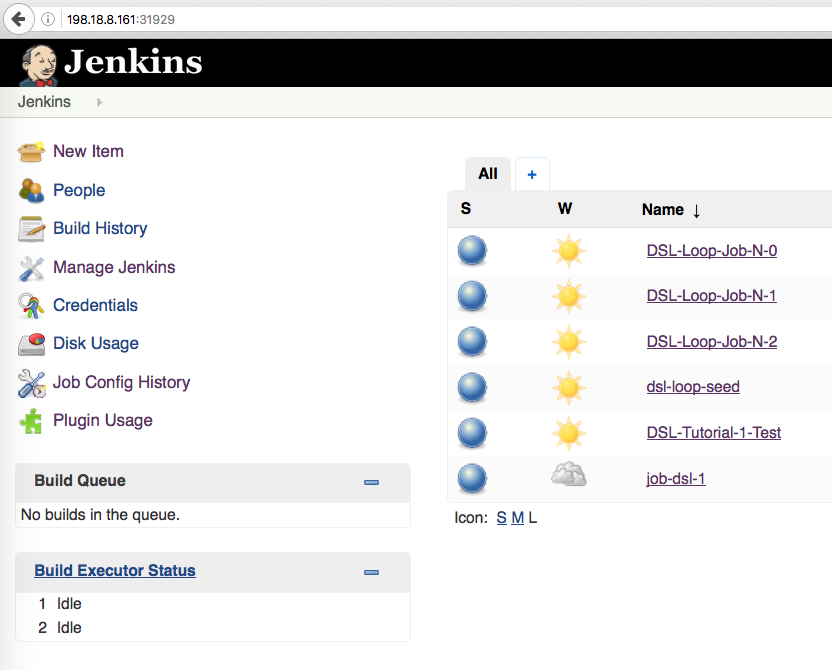 198.18.8.161:31929
Jenkins
Jenkins
New Item
People
Build History
Manage Jenkins
Credentials
Disk Usage
Job Config History
Plugin Usage
Build Queue
No builds in the queue.
Build Executor Status
1 Idle
2 Idle
All +
S W Name ↓
DSL-Loop-Job-N-0
DSL-Loop-Job-N-1
DSL-Loop-Job-N-2
dsl-loop-seed
DSL-Tutorial-1-Test
job-dsl-1
Icon: S M L